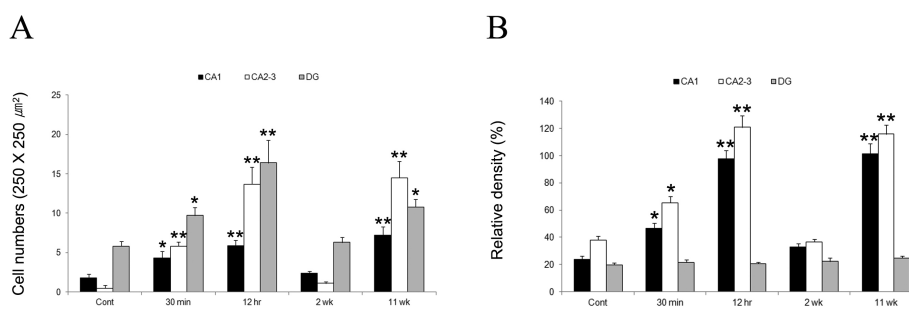 A
CA1 CA2-3 DG
Cell numbers (250 X 250 ㎛²)
25
20
15
10
5
0
* ** * ** ** ** ** ** *
Cont 30 min 12 hr 2 wk 11 wk
B
CA1 CA2-3 DG
Relative density (%)
140
120
100
80
60
40
20
0
* * ** ** ** **
Cont 30 min 12 hr 2 wk 11 wk